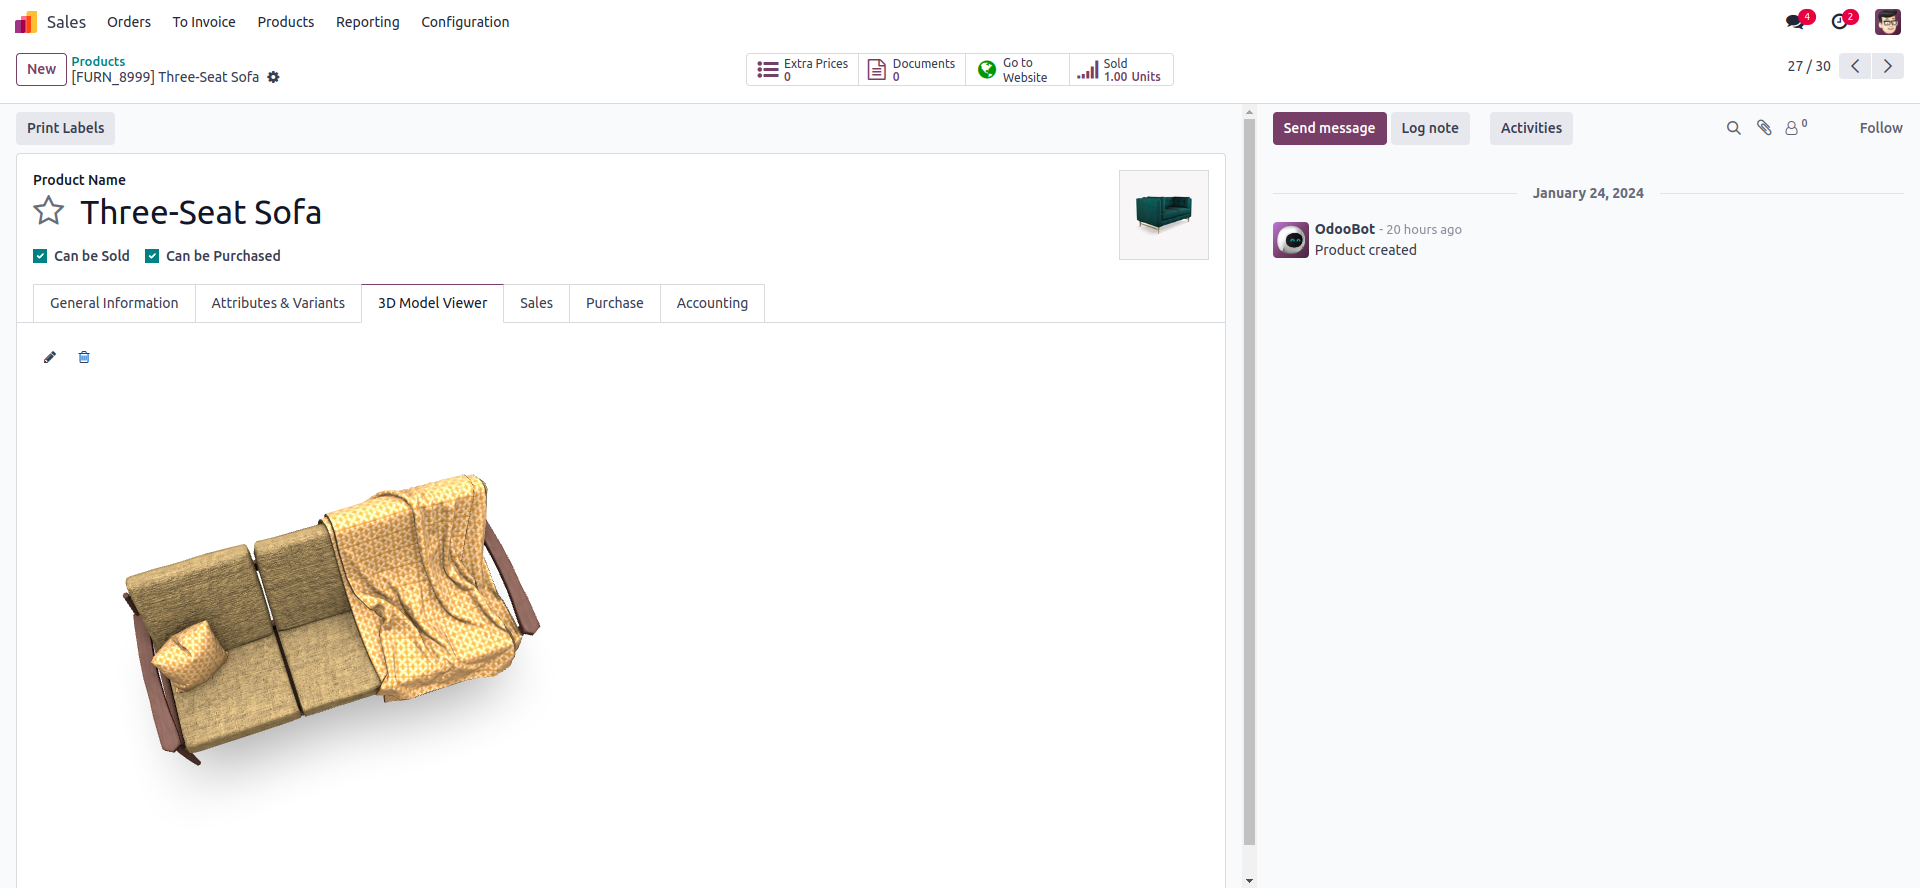 Sales Orders To Invoice Products Reporting Configuration 4 2
New
Products
[FURN_8999] Three-Seat Sofa
Extra Prices
0
Documents
0
Go to
Website
Sold
1.00 Units
27 / 30
Print Labels
Send message Log note Activities 0 Follow
Product Name
Three-Seat Sofa
Can be Sold Can be Purchased
General Information Attributes & Variants 3D Model Viewer Sales Purchase Accounting
January 24, 2024
OdooBot - 20 hours ago
Product created